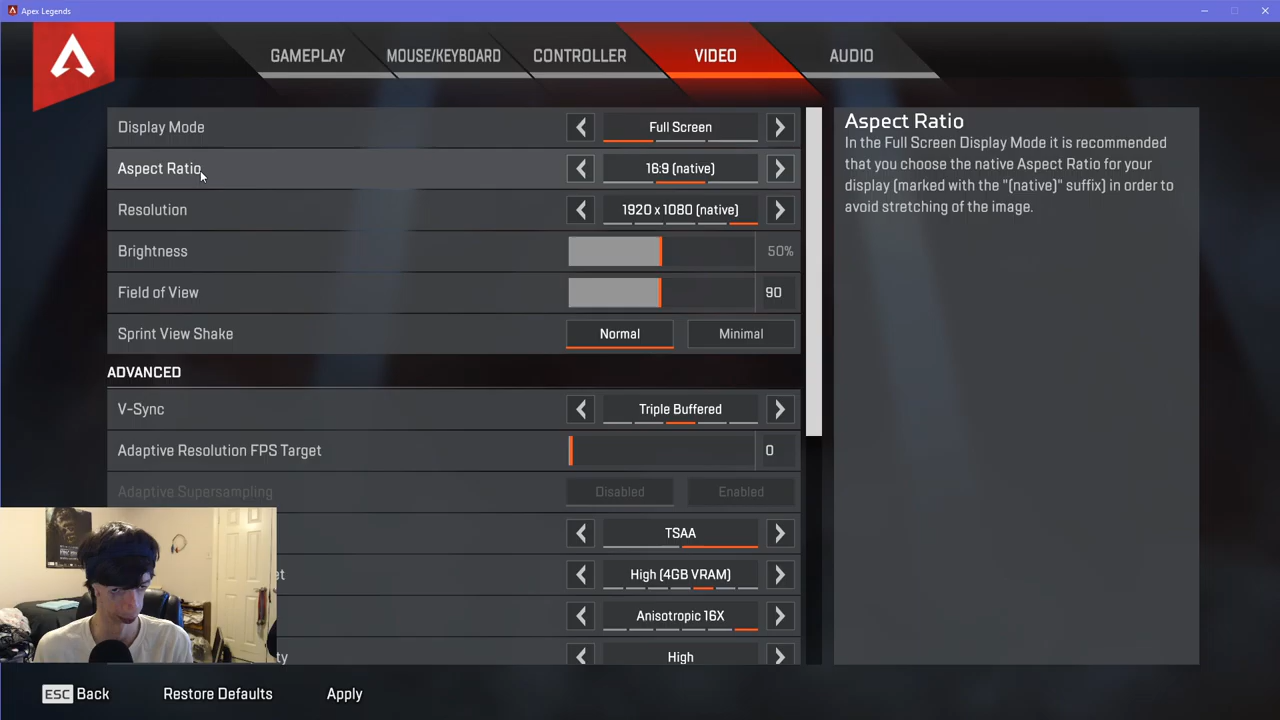 Apex Legends
GAMEPLAY
MOUSE/KEYBOARD
CONTROLLER
VIDEO
AUDIO
Display Mode
Full Screen
Aspect Ratio
16:9 (native)
Resolution
1920 x 1080 (native)
Brightness
50%
Field of View
90
Sprint View Shake
Normal
Minimal
ADVANCED
V-Sync
Triple Buffered
Adaptive Resolution FPS Target
0
Adaptive Supersampling
Disabled
Enabled
TSAA
et
High (4GB VRAM)
Anisotropic 16X
ty
High
Aspect Ratio
In the Full Screen Display Mode it is recommended
that you choose the native Aspect Ratio for your
display (marked with the "(native)" suffix) in order to
avoid stretching of the image.
ESC Back
Restore Defaults
Apply